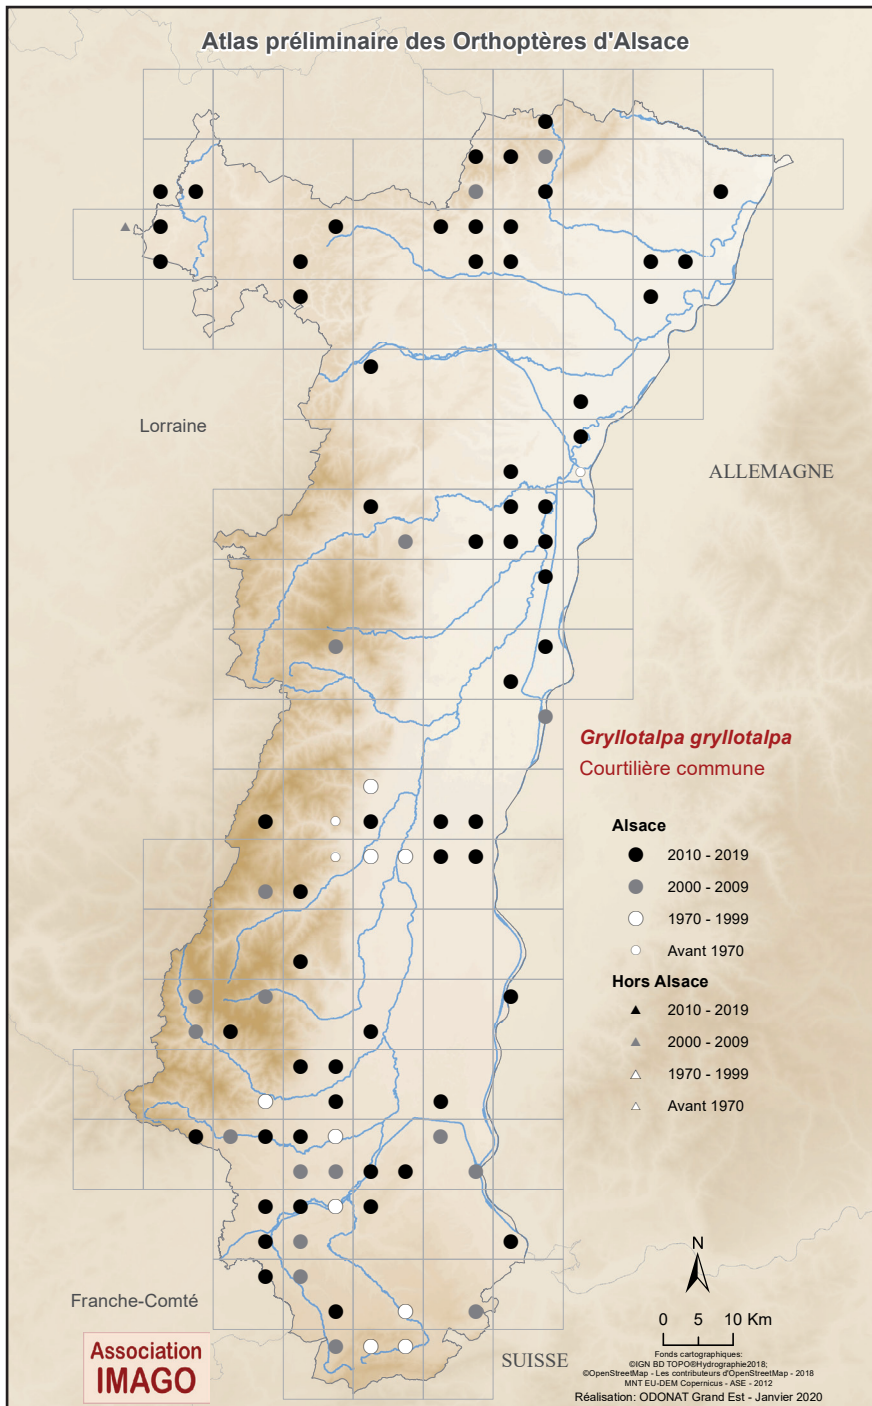 Atlas préliminaire des Orthoptères d'Alsace
Lorraine
ALLEMAGNE
Gryllotalpa gryllotalpa
Courtilière commune
Alsace
2010 - 2019
2000 - 2009
1970 - 1999
Avant 1970
Hors Alsace
2010 - 2019
2000 - 2009
1970 - 1999
Avant 1970
N
0 5 10 Km
Franche-Comté
SUISSE
Association
IMAGO
Fonds cartographiques:
©IGN BD TOPO®Hydrographie2018;
©OpenStreetMap - Les contributeurs d'OpenStreetMap - 2018
MNT EU-DEM Copernicus - ASE - 2012
Réalisation: ODONAT Grand Est - Janvier 2020